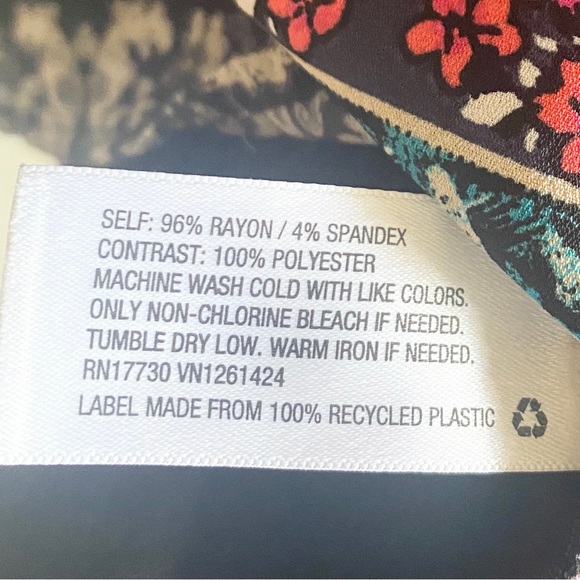 SELF: 96% RAYON / 4% SPANDEX
CONTRAST: 100% POLYESTER
MACHINE WASH COLD WITH LIKE COLORS.
ONLY NON-CHLORINE BLEACH IF NEEDED.
TUMBLE DRY LOW. WARM IRON IF NEEDED.
RN17730 VN1261424
LABEL MADE FROM 100% RECYCLED PLASTIC